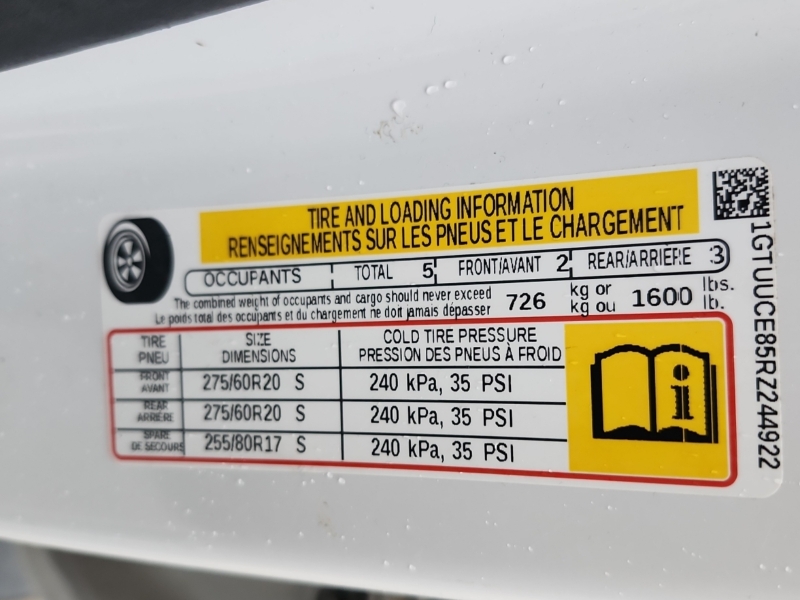 TIRE AND LOADING INFORMATION
RENSEIGNEMENTS SUR LES PNEUS ET LE CHARGEMENT
OCCUPANTS TOTAL 5 FRONT/AVANT 2 REAR/ARRIÈRE 3
The combined weight of occupants and cargo should never exceed 726 kg or 1600 lbs.
Le poids total des occupants et du chargement ne doit jamais dépasser kg ou lb.
TIRE SIZE COLD TIRE PRESSURE
PNEU DIMENSIONS PRESSION DES PNEUS À FROID
FRONT
AVANT 275/60R20 S 240 kPa, 35 PSI
REAR
ARRIÈRE 275/60R20 S 240 kPa, 35 PSI
SPARE
DE SECOURS 255/80R17 S 240 kPa, 35 PSI
i
1GTUUCE85RZ244922